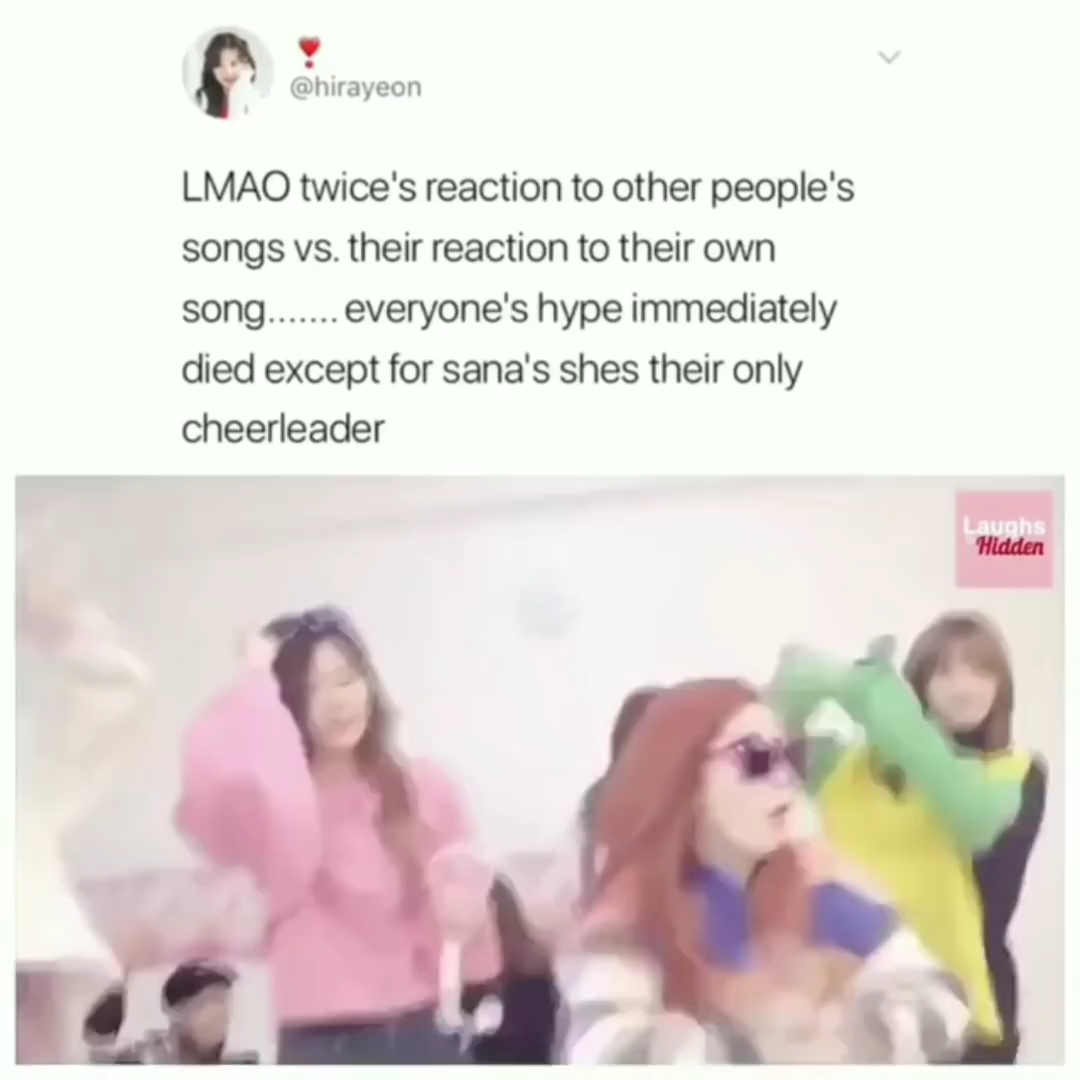 @hirayeon
LMAO twice's reaction to other people's
songs vs. their reaction to their own
song....... everyone's hype immediately
died except for sana's shes their only
cheerleader
Laughs
Hidden